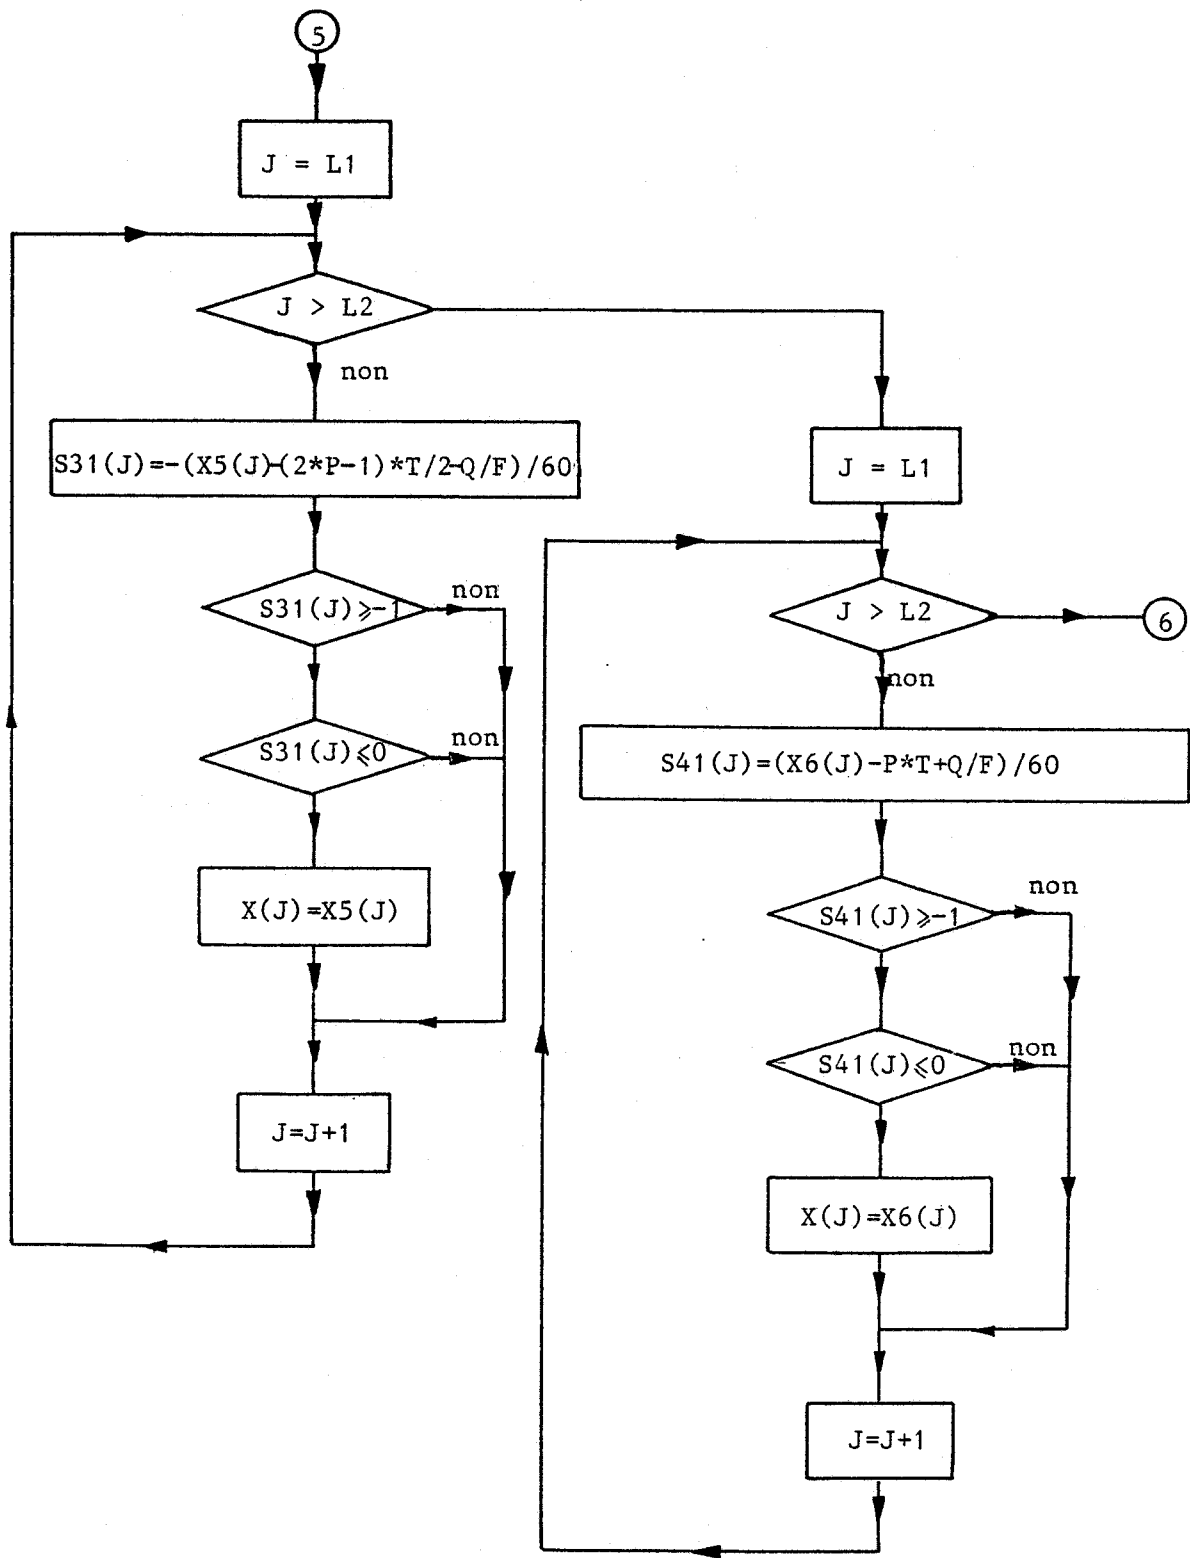 5
J = L1
J > L2
non
S31(J)=-(X5(J)-(2*P-1)*T/2-Q/F)/60
S31(J)⩾-1
non
S31(J)⩽0
non
X(J)=X5(J)
J=J+1
J = L1
J > L2
6
non
S41(J)=(X6(J)-P*T+Q/F)/60
S41(J)⩾-1
non
S41(J)⩽0
non
X(J)=X6(J)
J=J+1